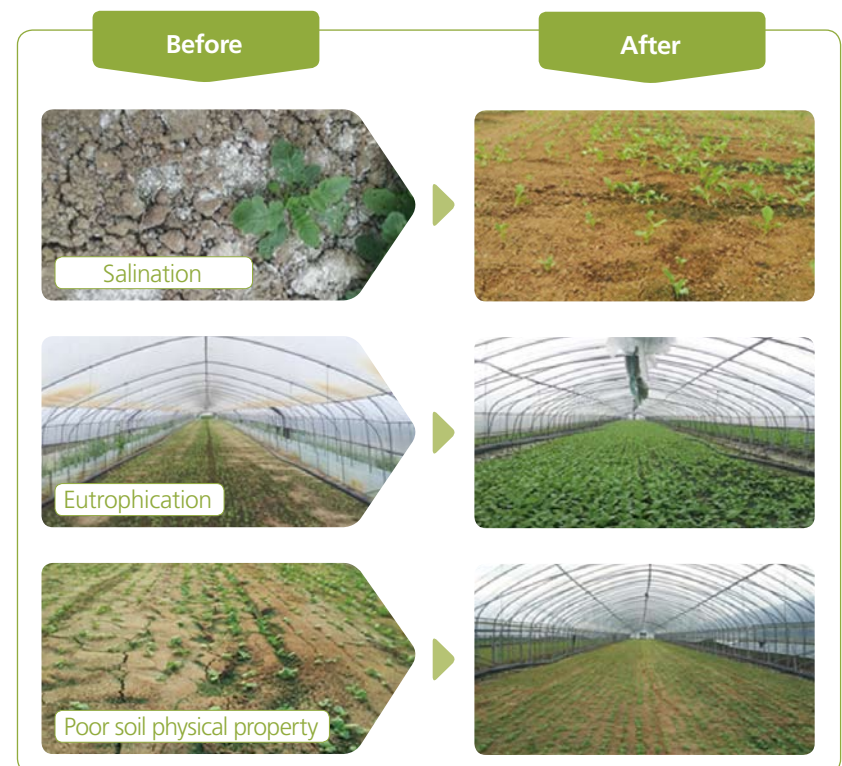 Before
After
Salination
Eutrophication
Poor soil physical property